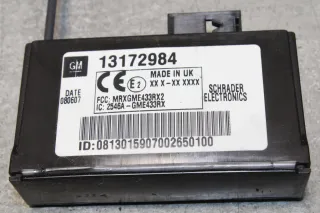 GM
13172984
MADE IN UK
XX X-XX XXXX
CE E2
DATE
080607
FCC: MRXGME433RX2
IC: 2546A-GME433RX
SCHRADER
ELECTRONICS
ID:0813015907002650100